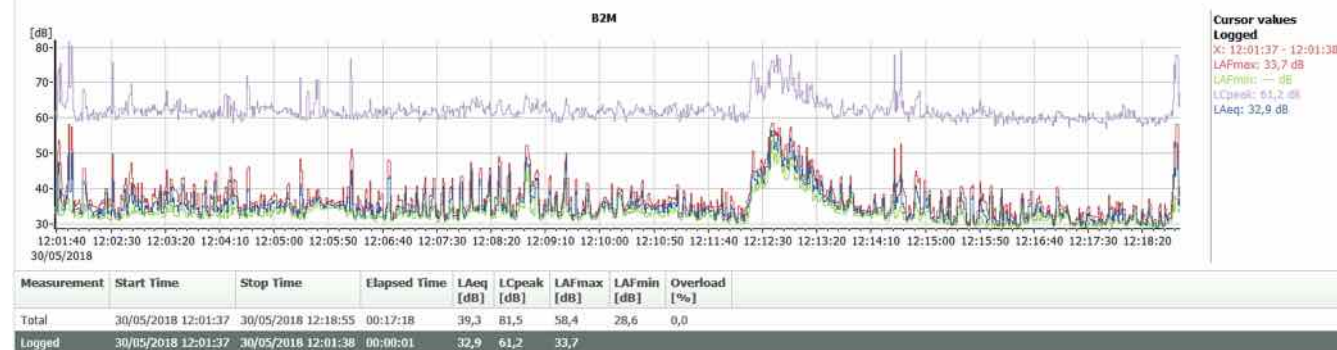 B2M
[dB]
80
70
60
50
40
30
12:01:40 12:02:30 12:03:20 12:04:10 12:05:00 12:05:50 12:06:40 12:07:30 12:08:20 12:09:10 12:10:00 12:10:50 12:11:40 12:12:30 12:13:20 12:14:10 12:15:00 12:15:50 12:16:40 12:17:30 12:18:20
30/05/2018
Cursor values
Logged
X: 12:01:37 - 12:01:38
LAFmax: 33,7 dB
LAFmin: --- dB
LCpeak: 61,2 dB
LAeq: 32,9 dB
Measurement Start Time Stop Time Elapsed Time LAeq LCpeak LAFmax LAFmin Overload
[dB] [dB] [dB] [dB] [%]
Total 30/05/2018 12:01:37 30/05/2018 12:18:55 00:17:18 39,3 81,5 58,4 28,6 0,0
Logged 30/05/2018 12:01:37 30/05/2018 12:01:38 00:00:01 32,9 61,2 33,7